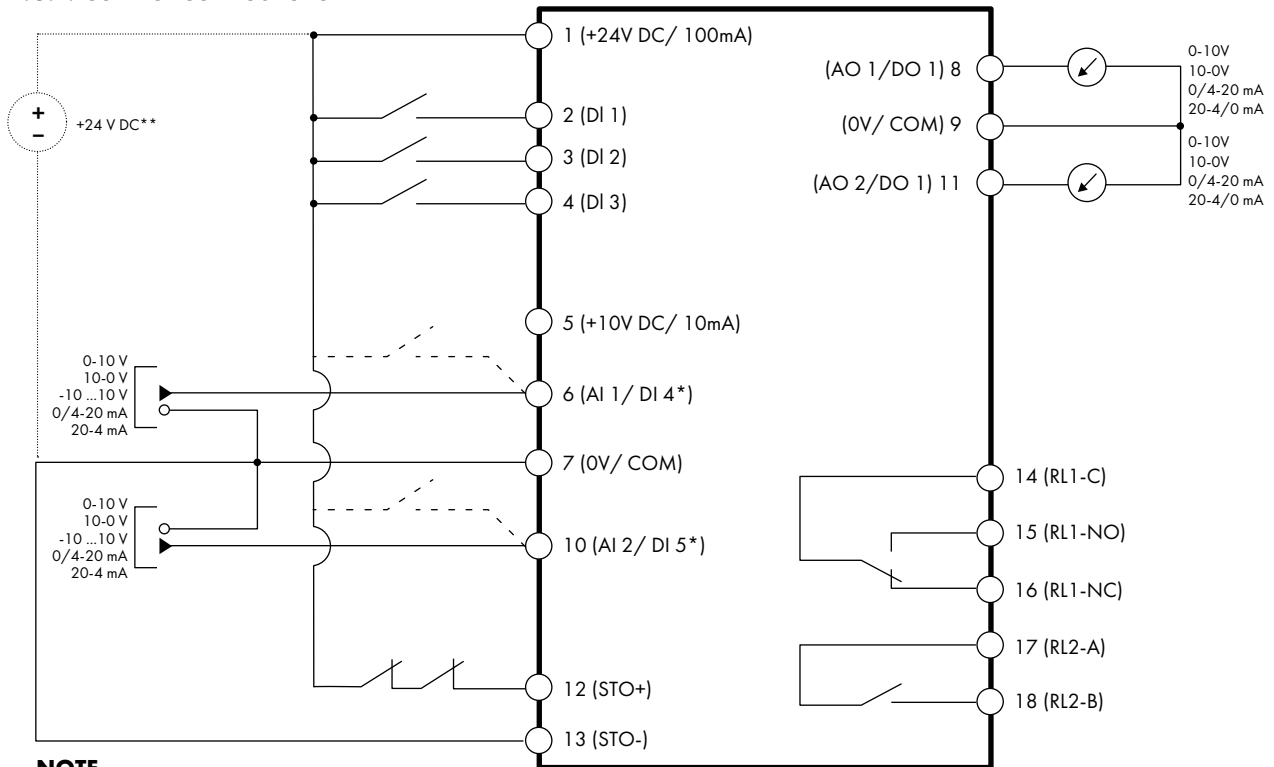 1 (+24V DC/ 100mA)
+
−
+24 V DC**
2 (DI 1)
3 (DI 2)
4 (DI 3)
5 (+10V DC/ 10mA)
0-10 V
10-0 V
-10 ...10 V
0/4-20 mA
20-4 mA
6 (AI 1/ DI 4*)
7 (0V/ COM)
0-10 V
10-0 V
-10 ...10 V
0/4-20 mA
20-4 mA
10 (AI 2/ DI 5*)
12 (STO+)
13 (STO-)
(AO 1/DO 1) 8
0-10V
10-0V
0/4-20 mA
20-4/0 mA
(0V/ COM) 9
0-10V
10-0V
0/4-20 mA
20-4/0 mA
(AO 2/DO 1) 11
14 (RL1-C)
15 (RL1-NO)
16 (RL1-NC)
17 (RL2-A)
18 (RL2-B)
NOTE